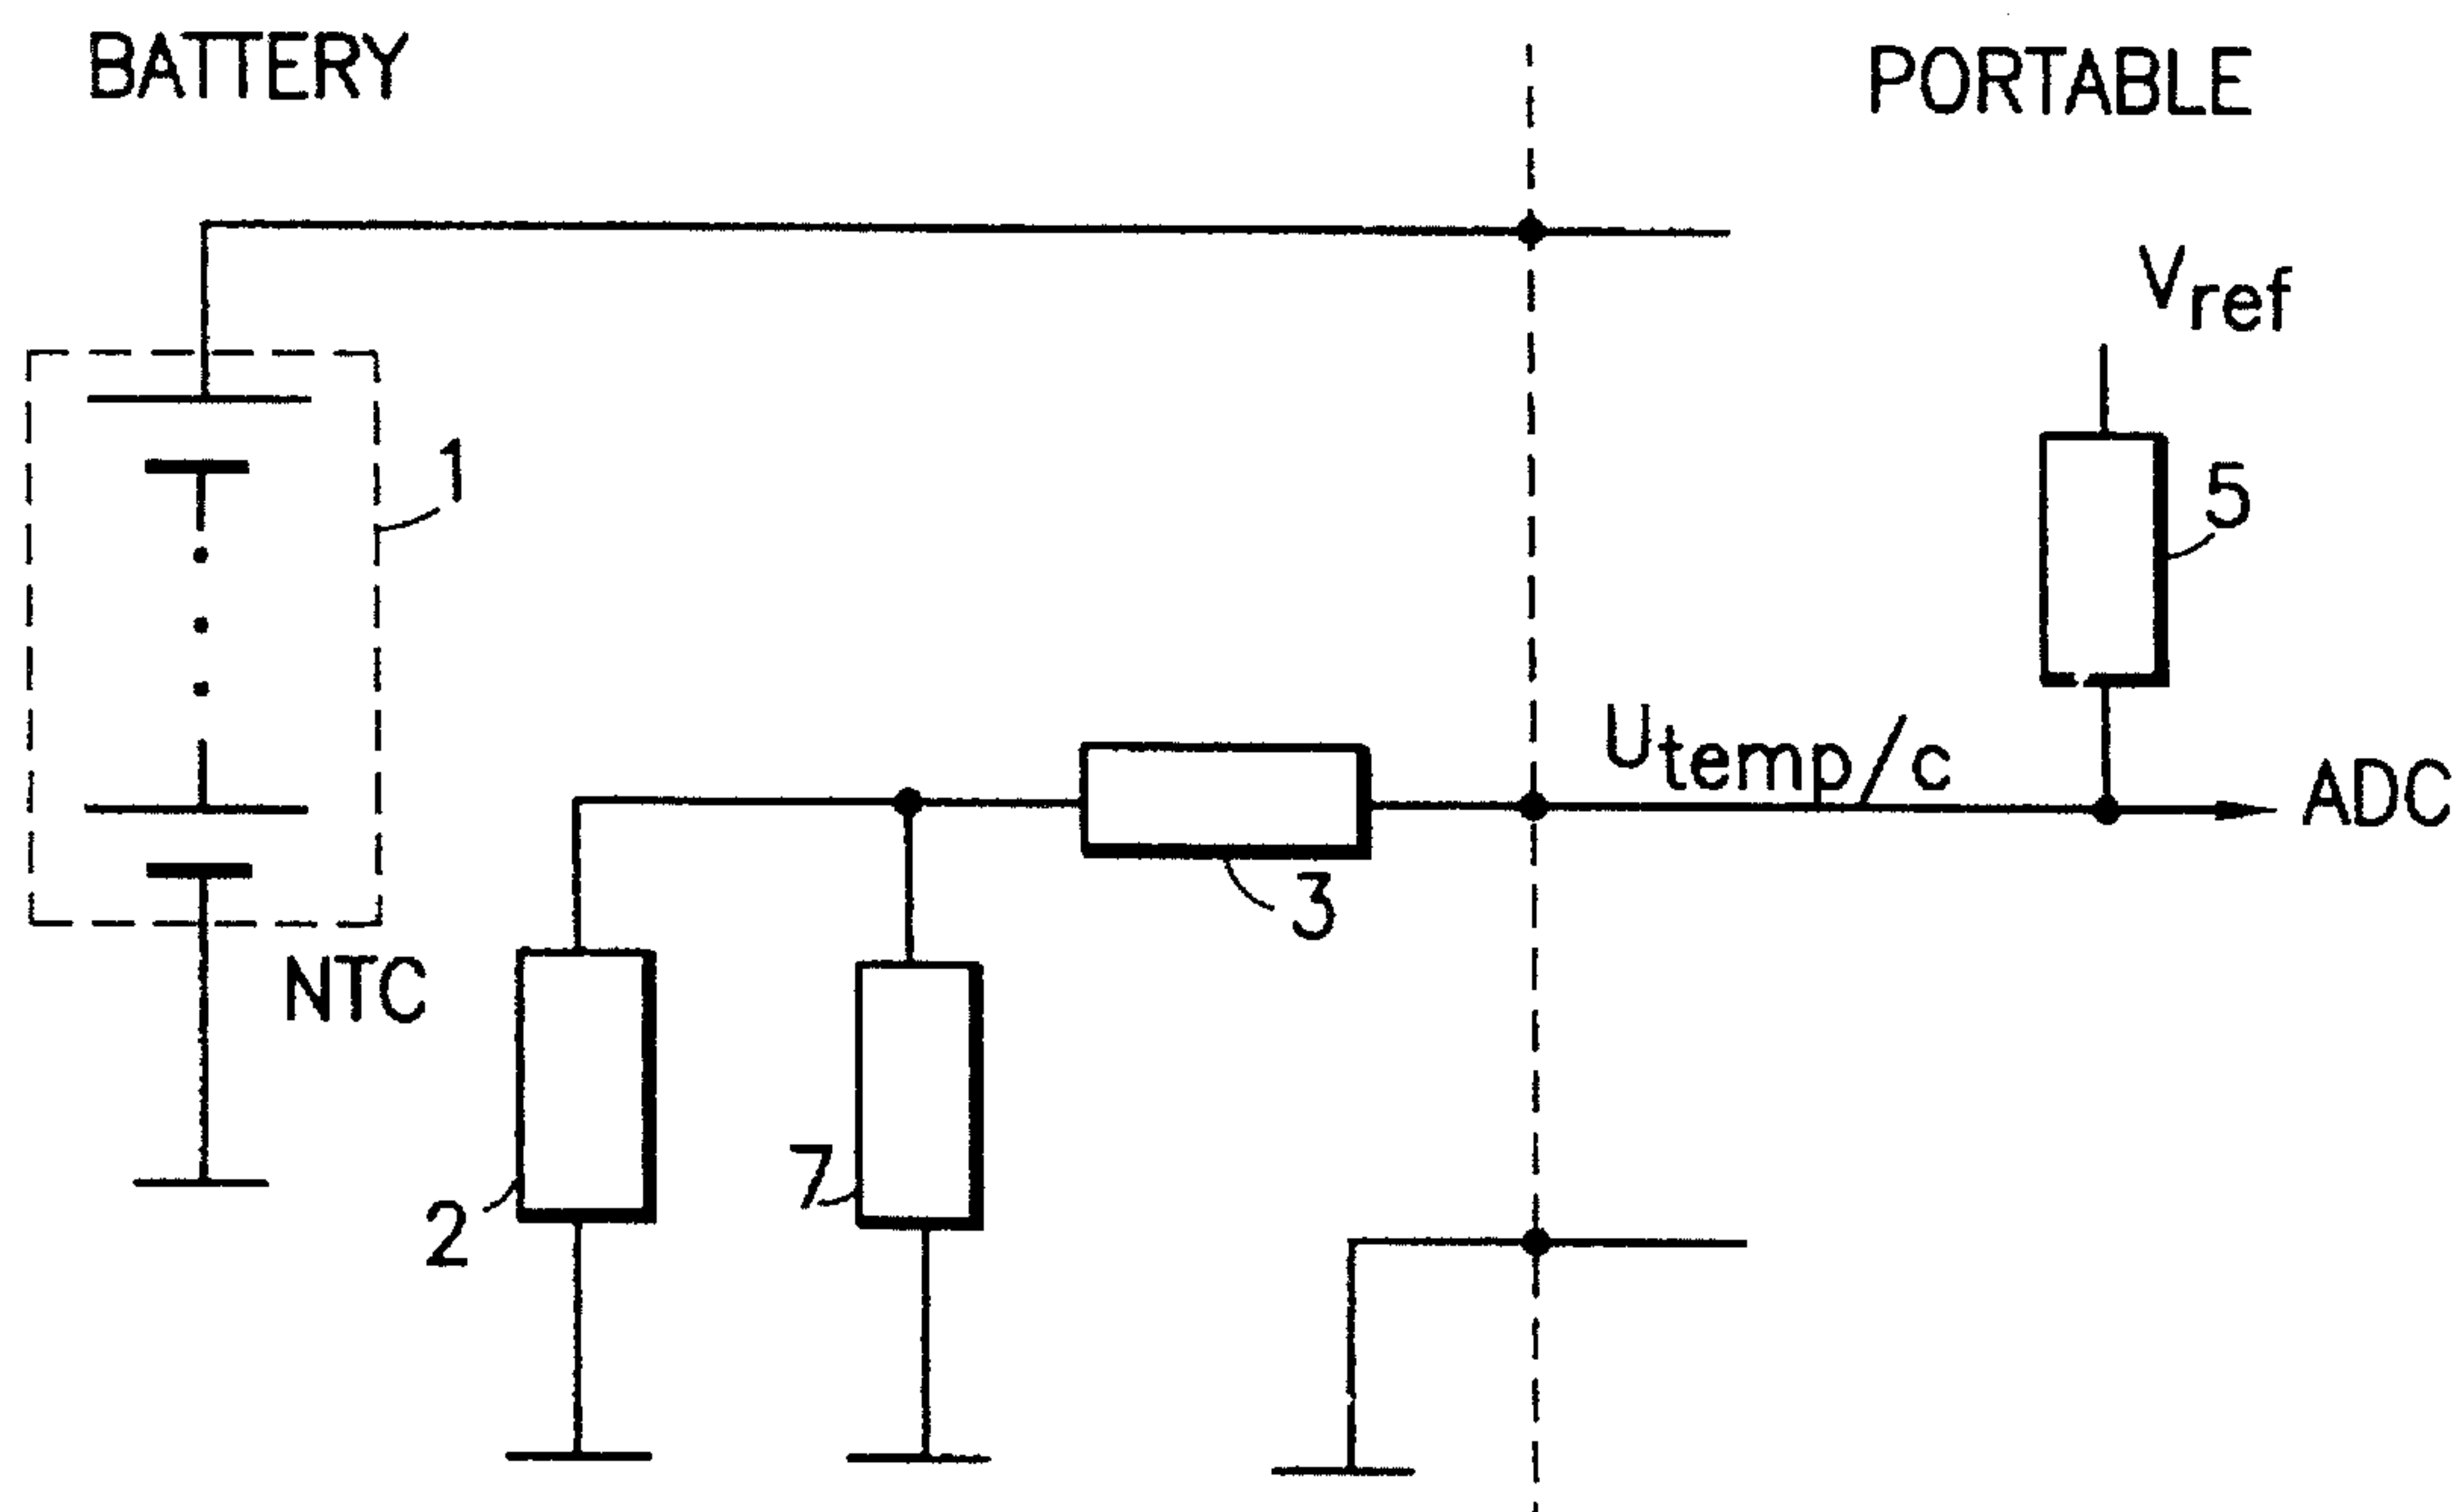 BATTERY
PORTABLE
Vref
1
5
Utemp/c
ADC
3
NTC
7
2